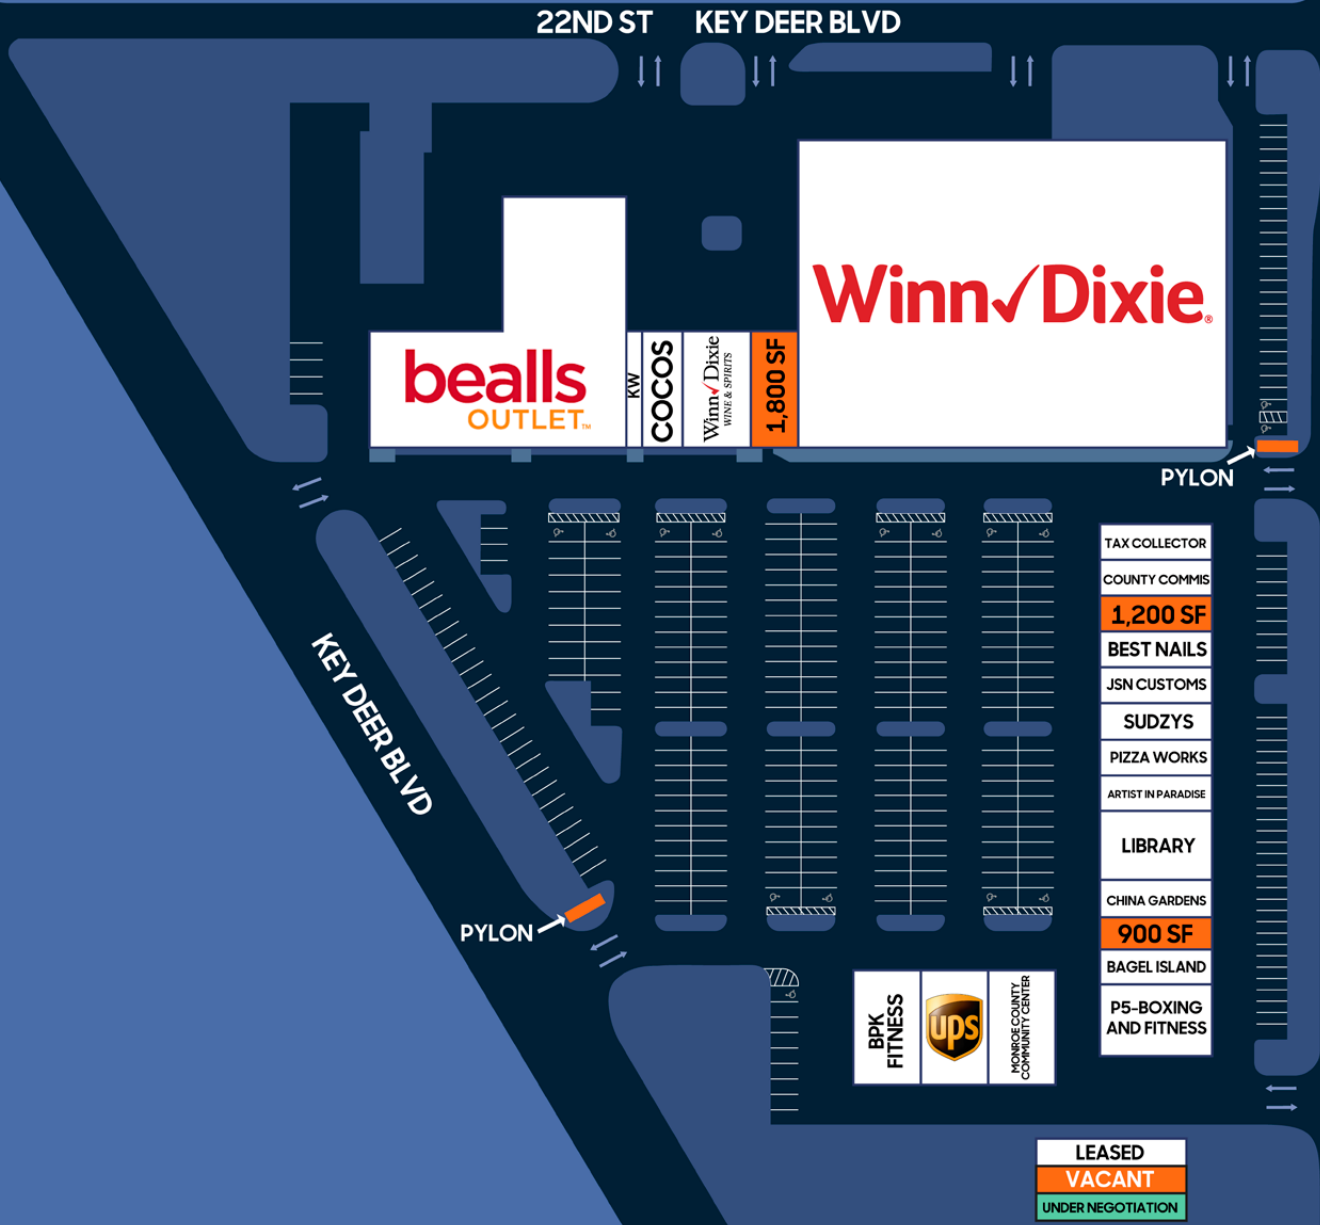 22ND ST KEY DEER BLVD
Winn Dixie®
bealls
OUTLET™
KW
COCOS
Winn Dixie
WINE & SPIRITS
1,800 SF
PYLON
TAX COLLECTOR
COUNTY COMMIS
1,200 SF
BEST NAILS
JSN CUSTOMS
SUDZYS
PIZZA WORKS
ARTIST IN PARADISE
LIBRARY
CHINA GARDENS
900 SF
BAGEL ISLAND
P5-BOXING
AND FITNESS
KEY DEER BLVD
PYLON
BPK
FITNESS
ups
MONROE COUNTY
COMMUNITY CENTER
LEASED
VACANT
UNDER NEGOTIATION